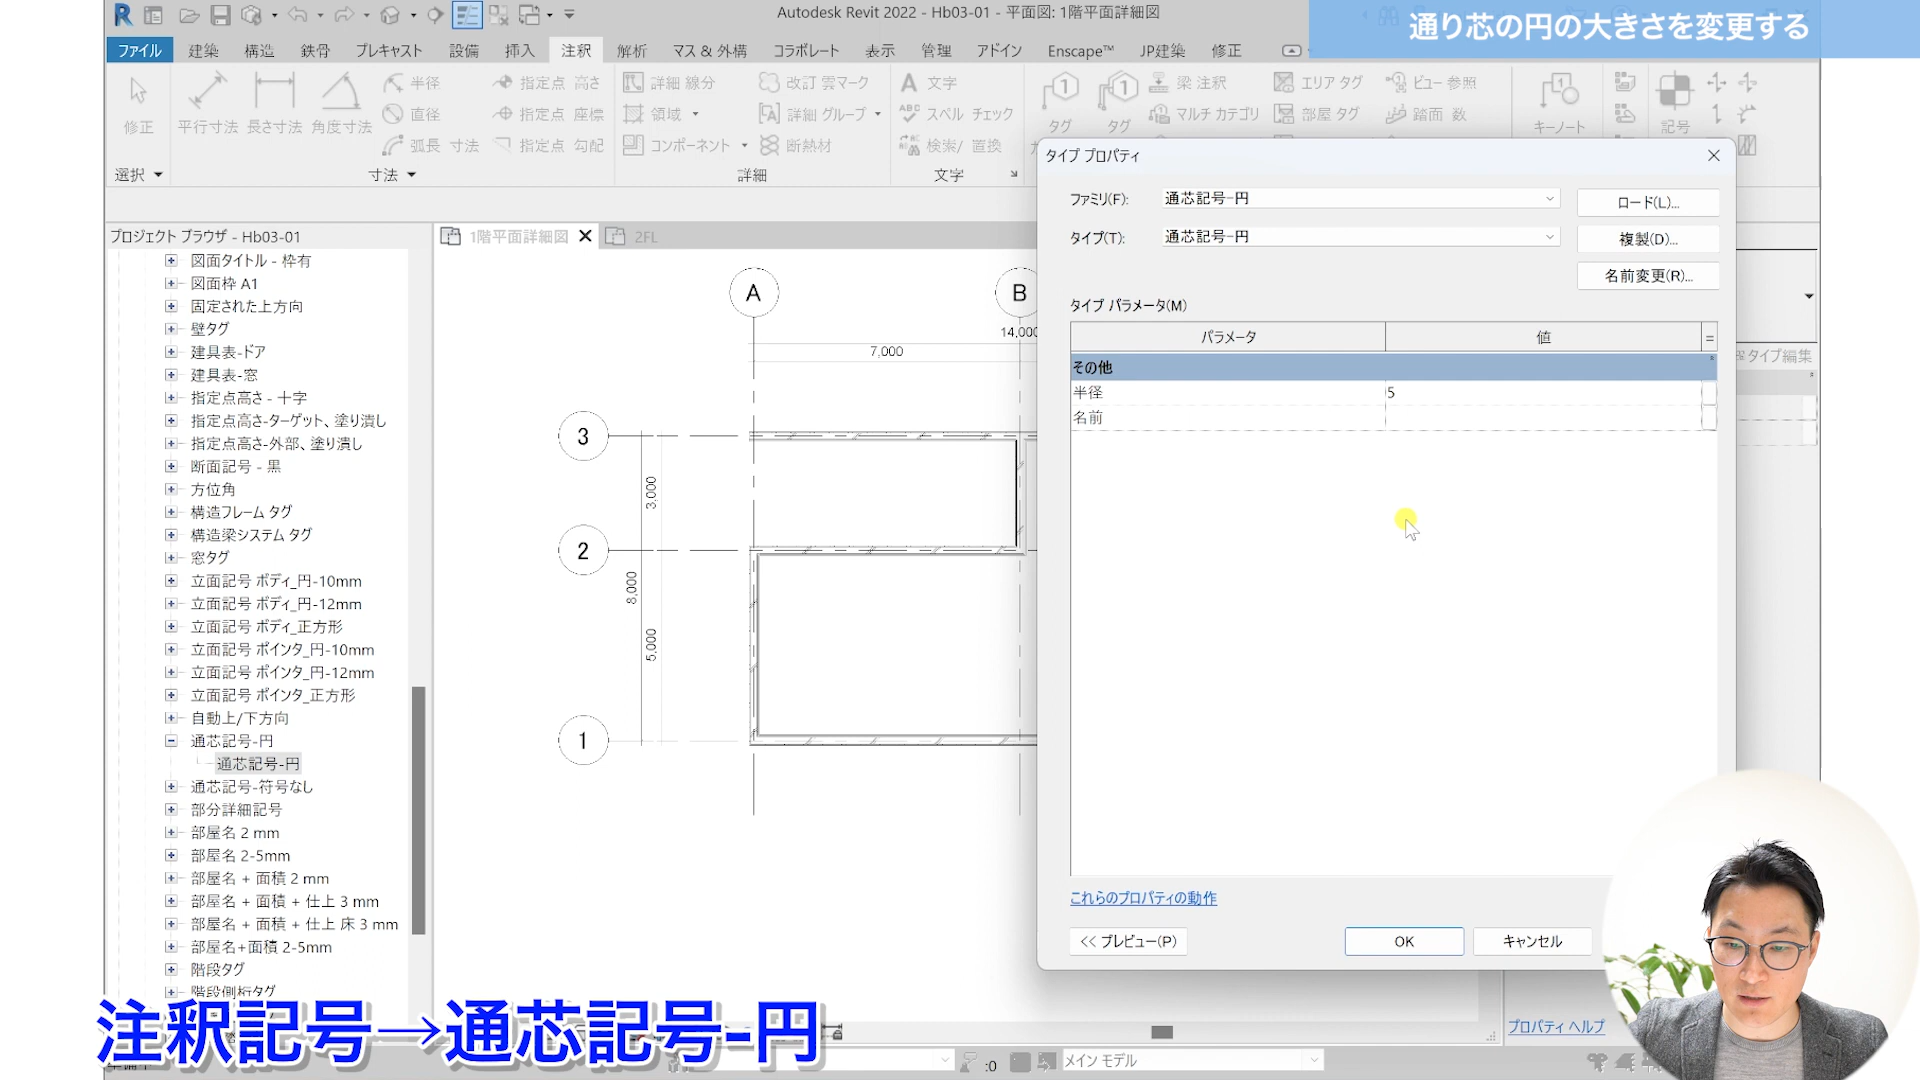 Autodesk Revit 2022 - Hb03-01 - 平面図: 1階平面詳細図
通り芯の円の大きさを変更する
ファイル 建築 構造 鉄骨 プレキャスト 設備 挿入 注釈 解析 マス & 外構 コラボレート 表示 管理 アドイン Enscape™ JP建築 修正
修正 平行寸法 長さ寸法 角度寸法
半径
直径
弧長 寸法
指定点 高さ
指定点 座標
指定点 勾配
詳細 線分
領域
コンポーネント
改訂 雲マーク
詳細 グループ
断熱材
文字
スペル チェック
検索/ 置換
タグ タグ
梁 注釈
マルチ カテゴリ
エリア タグ
部屋 タグ
ビュー 参照
踏面 数
キーノート
記号
選択 寸法 詳細 文字
プロジェクト ブラウザ - Hb03-01
図面タイトル - 枠有
図面枠 A1
固定された上方向
壁タグ
建具表-ドア
建具表-窓
指定点高さ - 十字
指定点高さ-ターゲット、塗り潰し
指定点高さ-外部、塗り潰し
断面記号 - 黒
方位角
構造フレーム タグ
構造梁システム タグ
窓タグ
立面記号 ボディ_円-10mm
立面記号 ボディ_円-12mm
立面記号 ボディ_正方形
立面記号 ポインタ_円-10mm
立面記号 ポインタ_円-12mm
立面記号 ポインタ_正方形
自動上/下方向
通芯記号-円
通芯記号-円
通芯記号-符号なし
部分詳細記号
部屋名 2 mm
部屋名 2-5mm
部屋名 + 面積 2 mm
部屋名 + 面積 + 仕上 3 mm
部屋名 + 面積 + 仕上 床 3 mm
部屋名+面積 2-5mm
階段タグ
階段側桁タグ
1階平面詳細図 2FL
A B
14,000
7,000
3
3,000
2
8,000
5,000
1
タイプ プロパティ
ファミリ(F): 通芯記号-円 ロード(L)...
タイプ(T): 通芯記号-円 複製(D)...
名前変更(R)...
タイプ パラメータ(M)
パラメータ 値 =
その他
半径 5
名前
これらのプロパティの動作
<< プレビュー(P) OK キャンセル
タイプ編集
プロパティ ヘルプ
注釈記号→通芯記号-円
:0 メイン モデル